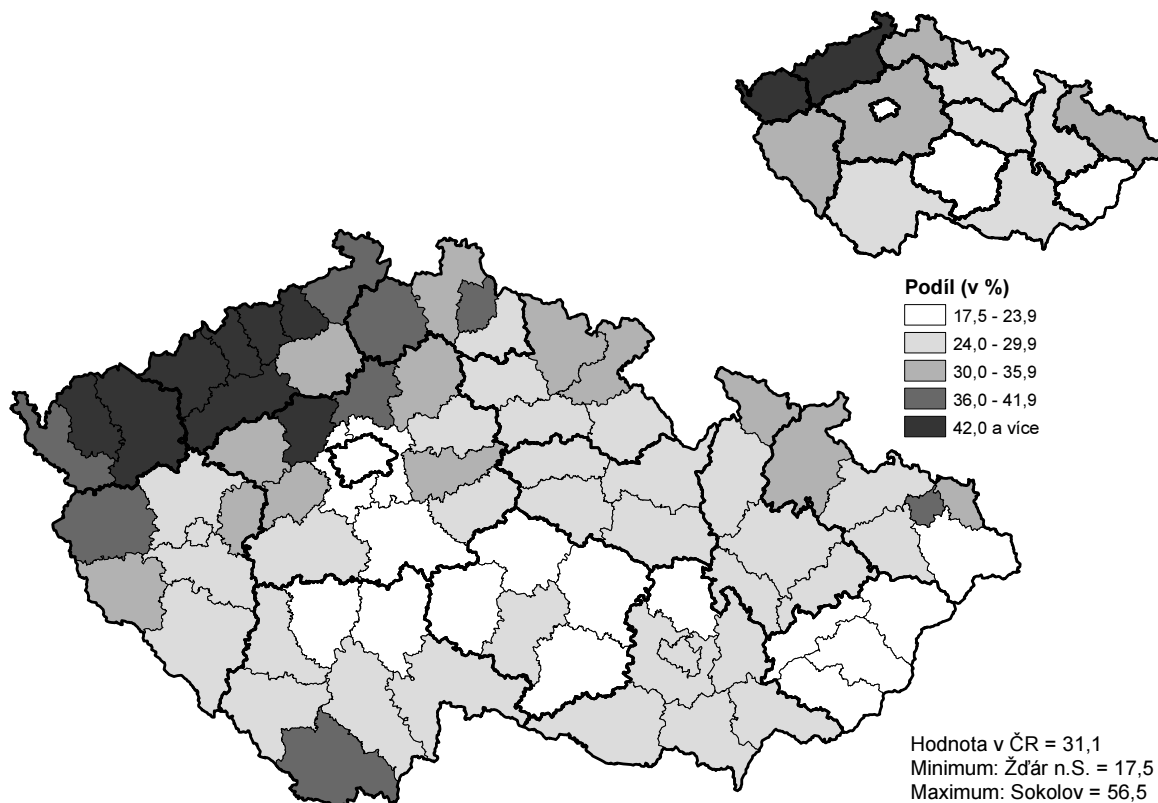 Podíl (v %)
17,5 - 23,9
24,0 - 29,9
30,0 - 35,9
36,0 - 41,9
42,0 a více
Hodnota v ČR = 31,1
Minimum: Žďár n.S. = 17,5
Maximum: Sokolov = 56,5